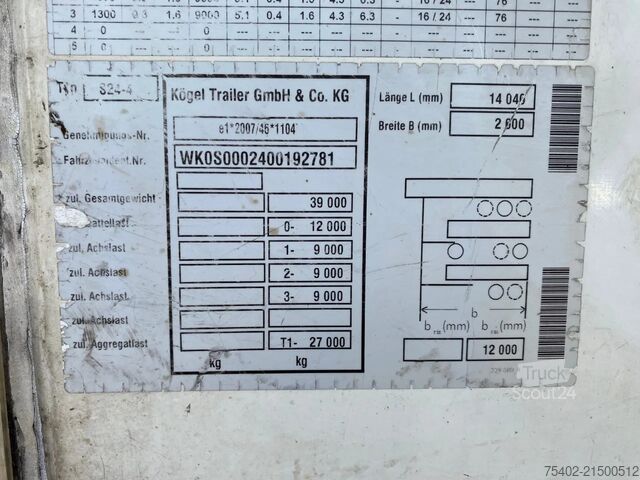 3 1300 0.3 1.6 9000 5.1 0.4 1.6 4.3 6.3 - 16 / 24 --- 76 --- ---
4 0 --- --- --- --- --- --- --- --- - --- --- --- --- ---
5 0 --- --- --- --- --- --- --- --- - --- --- --- --- ---
Typ S24-4
Kögel Trailer GmbH & Co. KG
Länge L (mm) 14 040
Breite B (mm) 2 600
Genehmigungs-Nr. e1*2007/46*1104
Fahrzeugident.Nr. WK0S0002400192781
zul. Gesamtgewicht 39 000
Sattellast 0- 12 000
zul. Achslast 1- 9 000
zul. Achslast 2- 9 000
zul. Achslast 3- 9 000
zul. Achslast
zul. Aggregatlast T1- 27 000
kg kg
b
b (mm) b (mm)
12 000
Truck
Scout24
75402-21500512